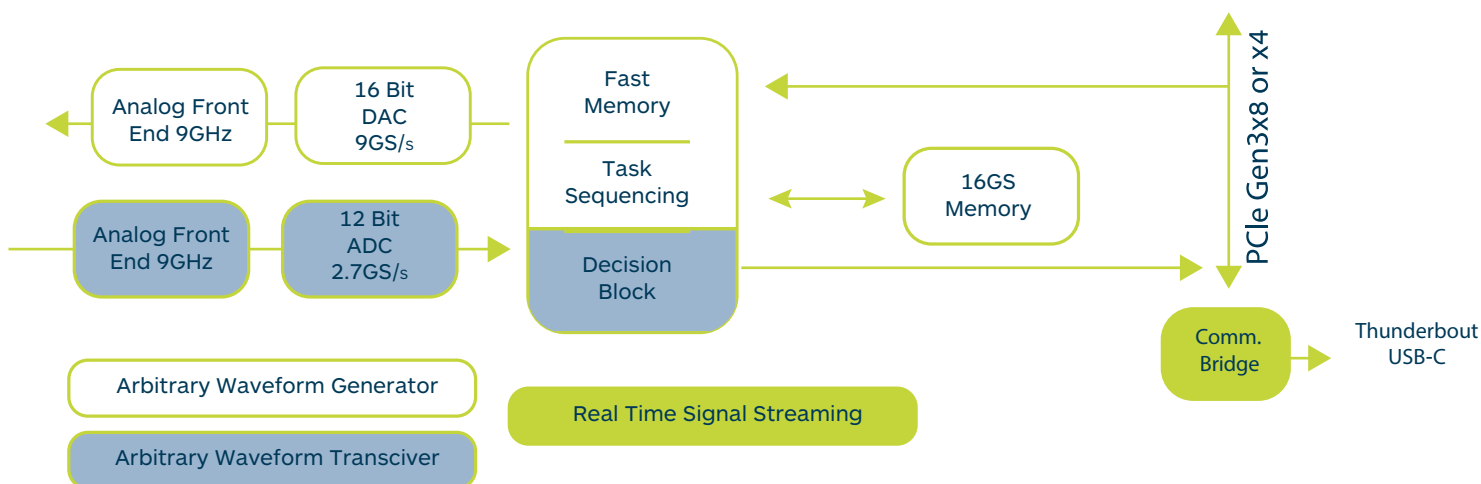 Analog Front
End 9GHz
16 Bit
DAC
9GS/s
Fast
Memory
Task
Sequencing
16GS
Memory
PCIe Gen3x8 or x4
Analog Front
End 9GHz
12 Bit
ADC
2.7GS/s
Decision
Block
Comm.
Bridge
Thunderbout
USB-C
Arbitrary Waveform Generator
Real Time Signal Streaming
Arbitrary Waveform Transciver